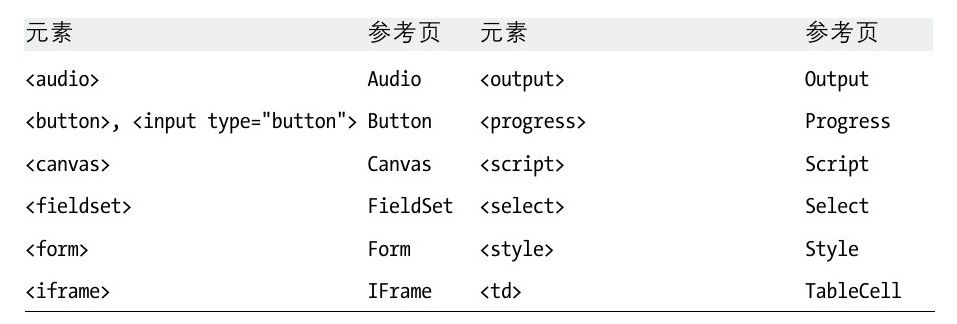 元素 参考页 元素 参考页
<audio> Audio <output> Output
<button>, <input type="button"> Button <progress> Progress
<canvas> Canvas <script> Script
<fieldset> FieldSet <select> Select
<form> Form <style> Style
<iframe> IFrame <td> TableCell